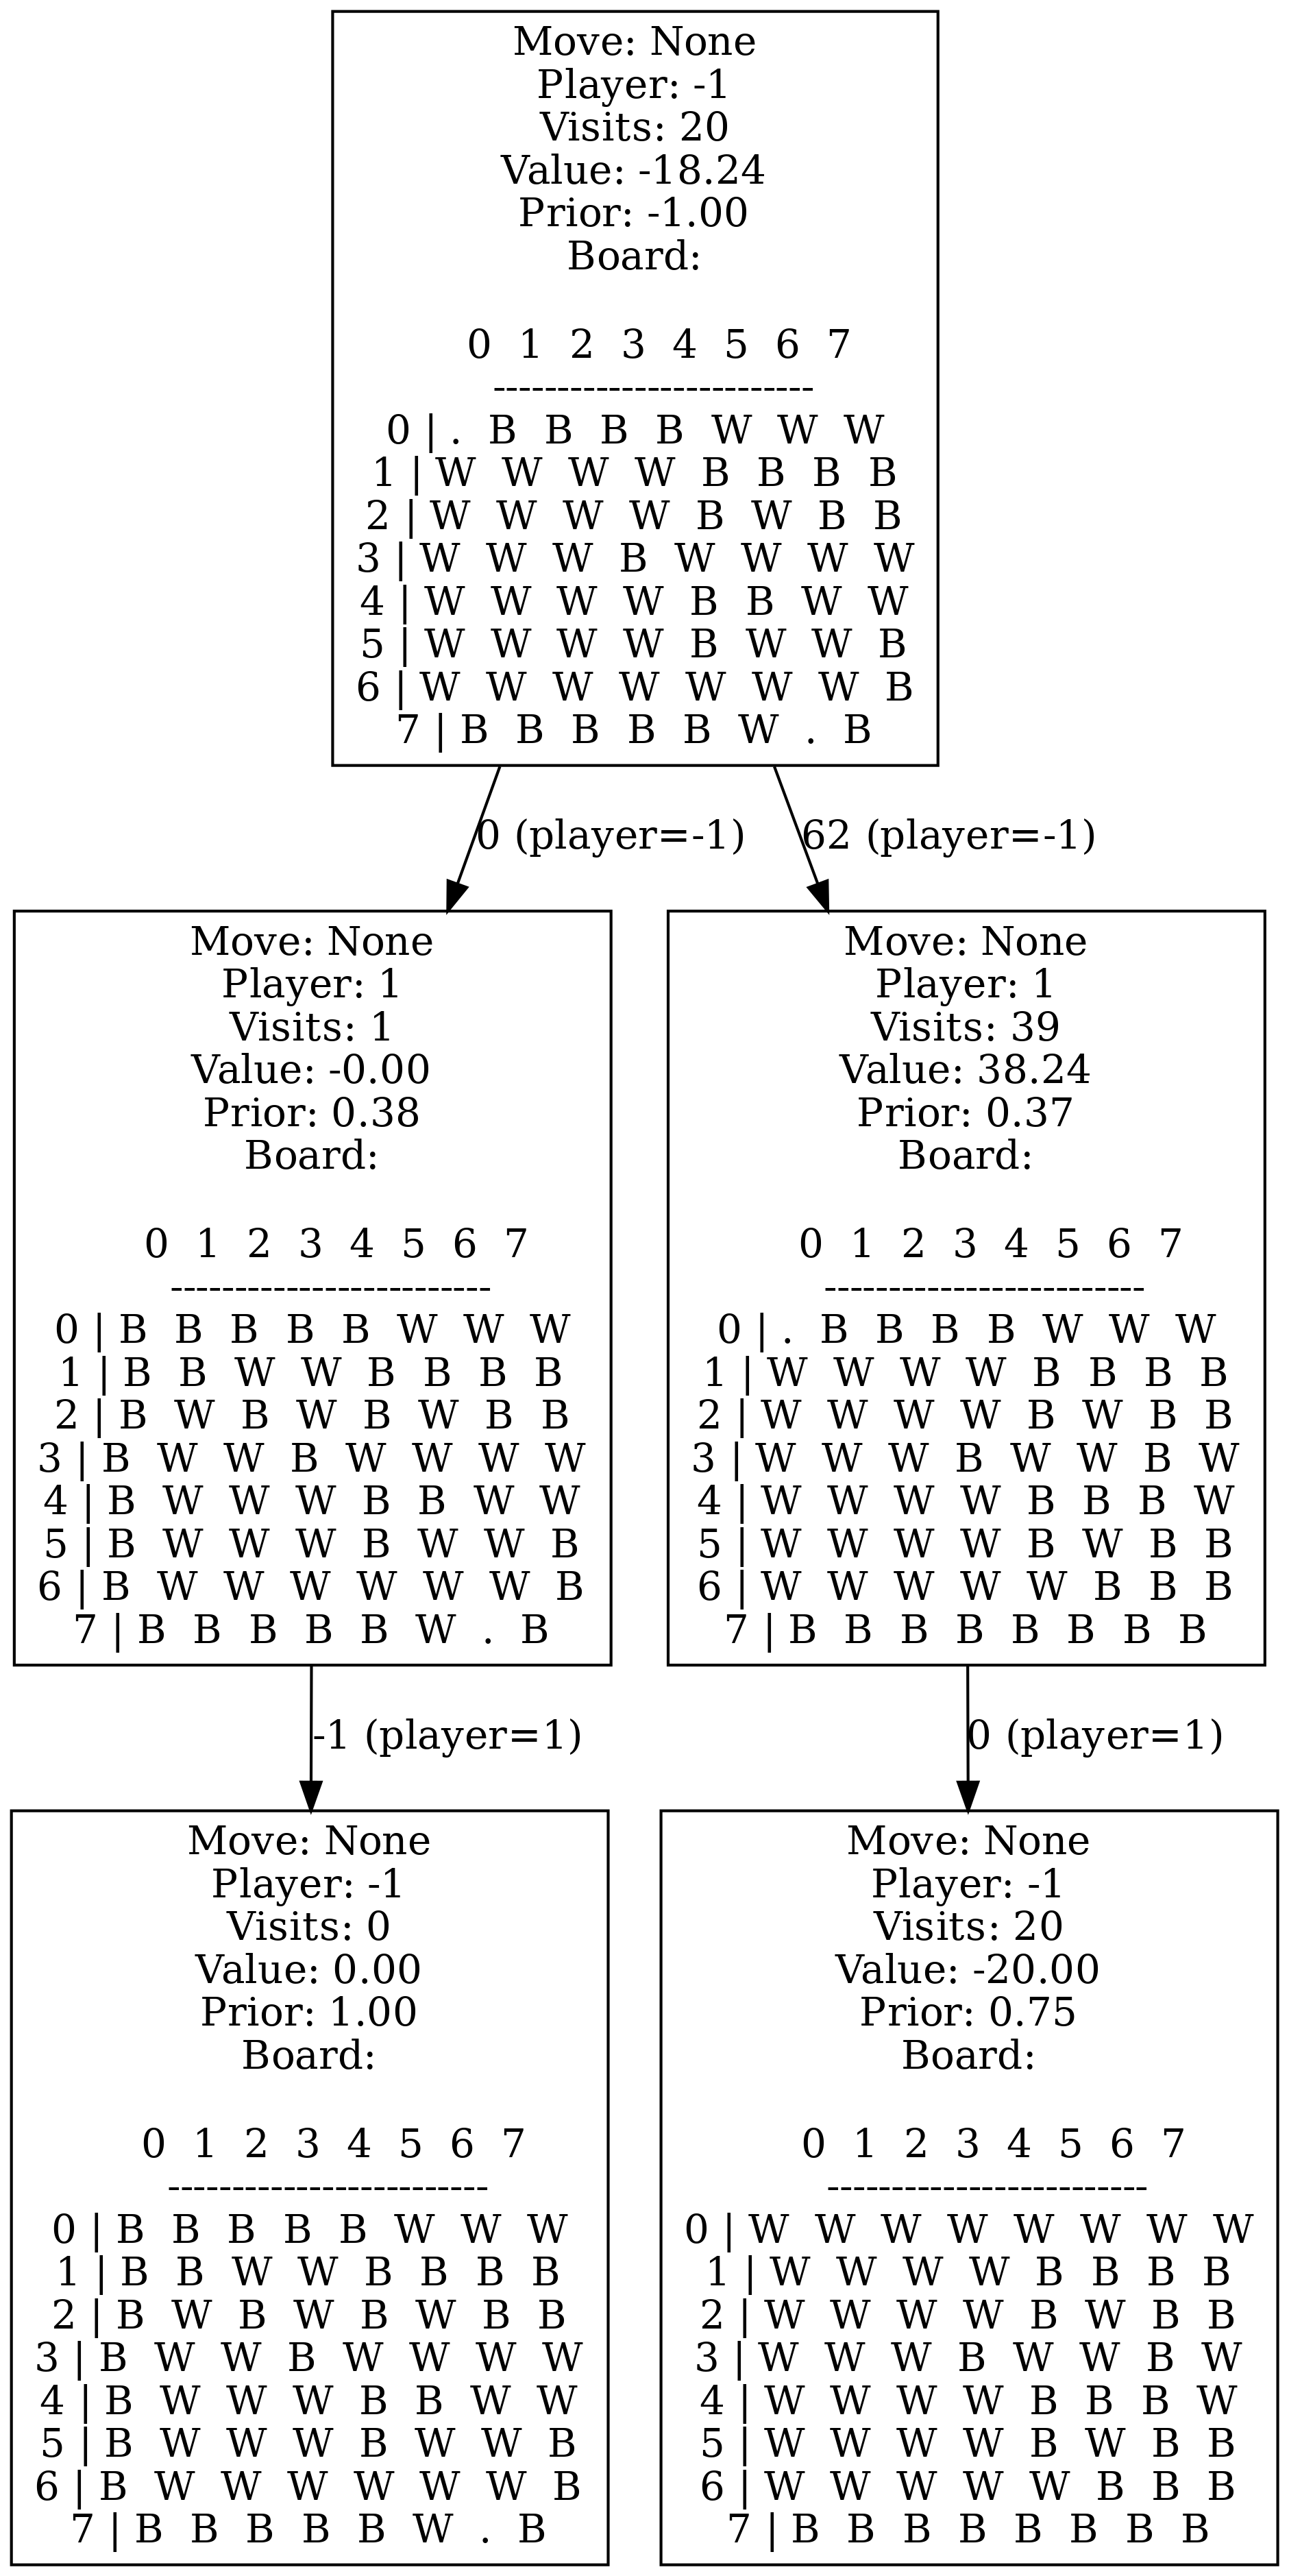 Move: None
Player: -1
Visits: 20
Value: -18.24
Prior: -1.00
Board:
0 1 2 3 4 5 6 7
-------------------------
0 | . B B B B W W W
1 | W W W W B B B B
2 | W W W W B W B B
3 | W W W B W W W W
4 | W W W W B B W W
5 | W W W W B W W B
6 | W W W W W W W B
7 | B B B B B W . B
0 (player=-1)
62 (player=-1)
Move: None
Player: 1
Visits: 1
Value: -0.00
Prior: 0.38
Board:
0 1 2 3 4 5 6 7
-------------------------
0 | B B B B B W W W
1 | B B W W B B B B
2 | B W B W B W B B
3 | B W W B W W W W
4 | B W W W B B W W
5 | B W W W B W W B
6 | B W W W W W W B
7 | B B B B B W . B
Move: None
Player: 1
Visits: 39
Value: 38.24
Prior: 0.37
Board:
0 1 2 3 4 5 6 7
-------------------------
0 | . B B B B W W W
1 | W W W W B B B B
2 | W W W W B W B B
3 | W W W B W W B W
4 | W W W W B B B W
5 | W W W W B W B B
6 | W W W W W B B B
7 | B B B B B B B B
-1 (player=1)
0 (player=1)
Move: None
Player: -1
Visits: 0
Value: 0.00
Prior: 1.00
Board:
0 1 2 3 4 5 6 7
-------------------------
0 | B B B B B W W W
1 | B B W W B B B B
2 | B W B W B W B B
3 | B W W B W W W W
4 | B W W W B B W W
5 | B W W W B W W B
6 | B W W W W W W B
7 | B B B B B W . B
Move: None
Player: -1
Visits: 20
Value: -20.00
Prior: 0.75
Board:
0 1 2 3 4 5 6 7
-------------------------
0 | W W W W W W W W
1 | W W W W B B B B
2 | W W W W B W B B
3 | W W W B W W B W
4 | W W W W B B B W
5 | W W W W B W B B
6 | W W W W W B B B
7 | B B B B B B B B